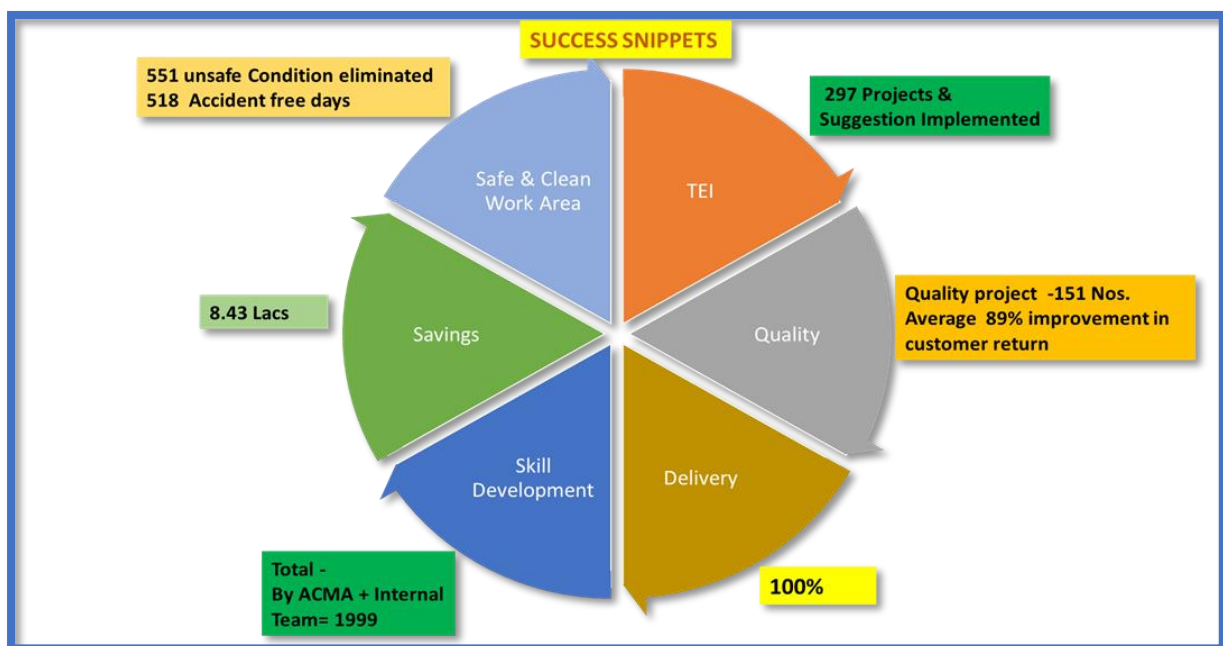 SUCCESS SNIPPETS
551 unsafe Condition eliminated
518 Accident free days
297 Projects &
Suggestion Implemented
Safe & Clean
Work Area
TEI
8.43 Lacs
Savings
Quality
Quality project -151 Nos.
Average 89% improvement in
customer return
Skill
Development
Delivery
Total -
By ACMA + Internal
Team= 1999
100%